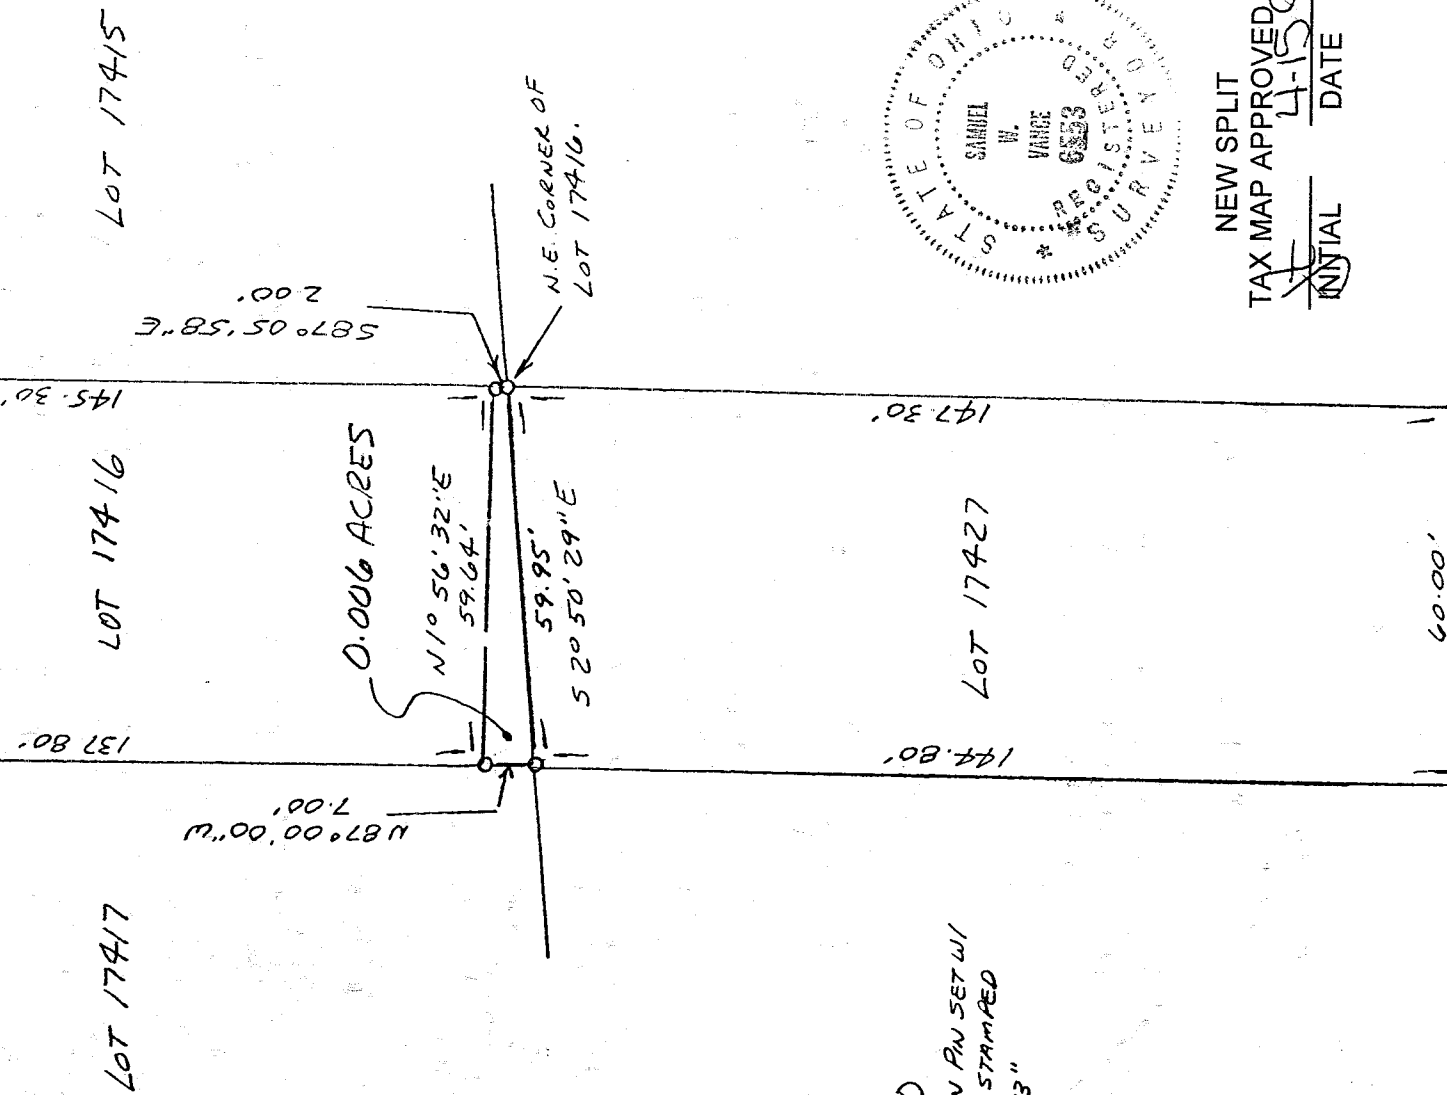 LOT 17415
LOT 17416
LOT 17417
N.E. CORNER OF
LOT 17416.
S87° 05' 58"E
2.00'
145.30'
147.30'
0.006 ACRES
N 1° 56' 32"E
59.64'
59.95'
S 2° 50' 29" E
LOT 17427
60.00'
137.80'
144.80'
N87° 00' 00"W
7.00'
PIN SET W/
STAMPED
STATE OF OHIO
REGISTERED
SURVEYOR
SAMUEL
W.
VANCE
6553
NEW SPLIT
TAX MAP APPROVED
INITIAL DATE